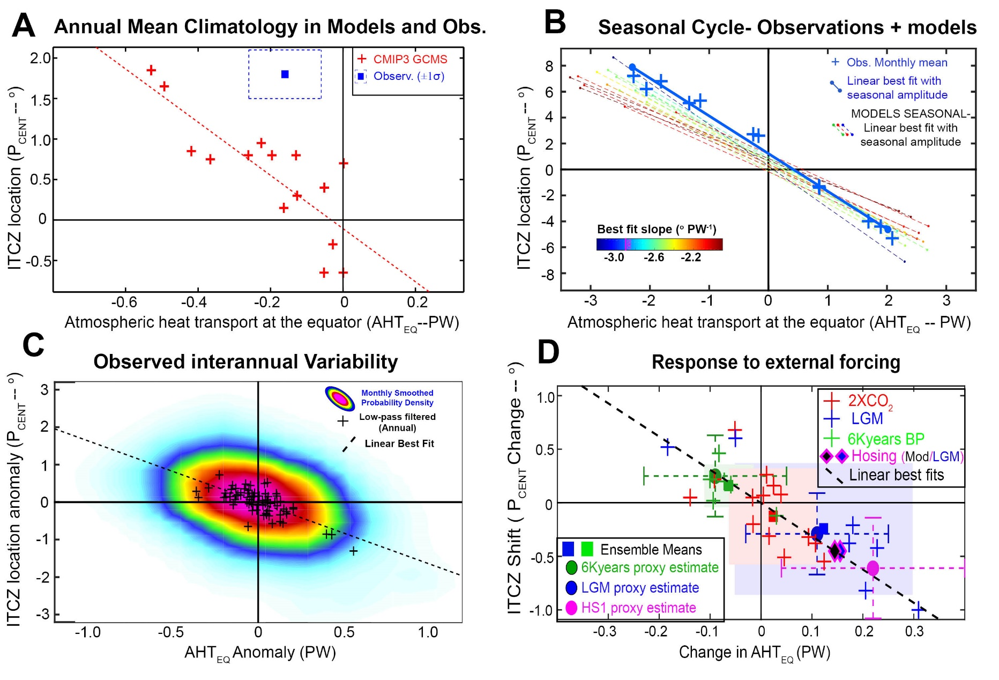 A
Annual Mean Climatology in Models and Obs.
2.0
1.5
1.0
0.5
0
-0.5
-0.6
-0.4
-0.2
0
0.2
ITCZ location (PCENT -- o)
Atmospheric heat transport at the equator (AHTEQ--PW)
CMIP3 GCMS
Observ. (±1σ)
B
Seasonal Cycle- Observations + models
8
6
4
2
0
-2
-4
-6
-8
-3
-2
-1
0
1
2
3
ITCZ location (PCENT -- o)
Atmospheric heat transport at the equator (AHTEQ -- PW)
Obs. Monthly mean
Linear best fit with
seasonal amplitude
MODELS SEASONAL-
Linear best fit with
seasonal amplitude
Best fit slope (o PW-1)
-3.0
-2.6
-2.2
C
Observed interannual Variability
3
2
1
0
-1
-2
-3
-1.0
-0.5
0
0.5
1.0
ITCZ location anomaly (PCENT -- o)
AHTEQ Anomaly (PW)
Monthly Smoothed
Probability Density
Low-pass filtered
(Annual)
Linear Best Fit
D
Response to external forcing
1.0
0.5
0
-0.5
-1.0
-0.3
-0.2
-0.1
0
0.1
0.2
0.3
ITCZ Shift ( PCENT Change -- o)
Change in AHTEQ (PW)
2XCO2
LGM
6Kyears BP
Hosing (Mod/LGM)
Linear best fits
Ensemble Means
6Kyears proxy estimate
LGM proxy estimate
HS1 proxy estimate